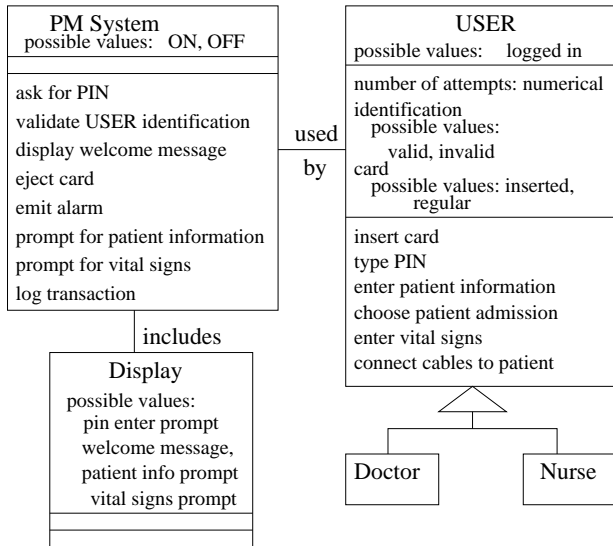 PM System
possible values: ON, OFF
ask for PIN
validate USER identification
display welcome message
eject card
emit alarm
prompt for patient information
prompt for vital signs
log transaction
used
by
USER
possible values: logged in
number of attempts: numerical
identification
possible values:
valid, invalid
card
possible values: inserted,
regular
insert card
type PIN
enter patient information
choose patient admission
enter vital signs
connect cables to patient
includes
Display
possible values:
pin enter prompt
welcome message,
patient info prompt
vital signs prompt
Doctor
Nurse